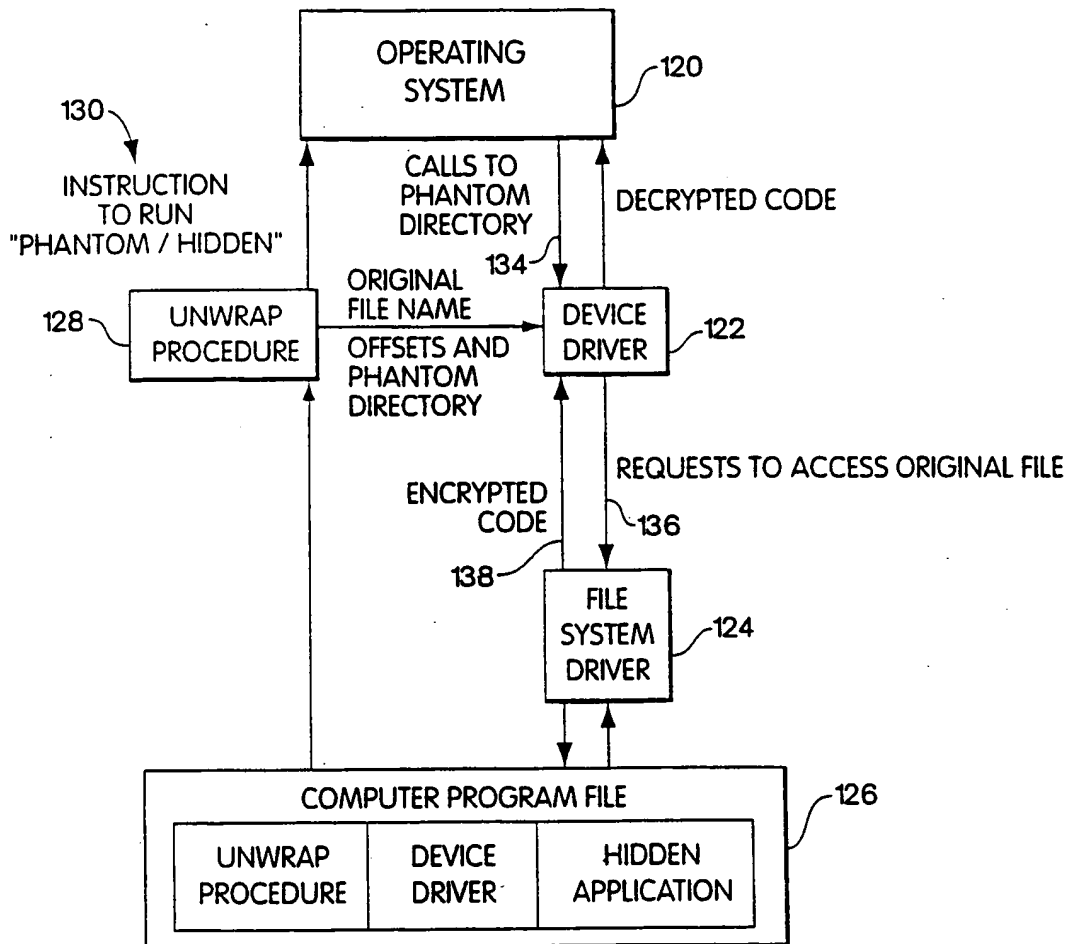 OPERATING
SYSTEM
120
130
INSTRUCTION
TO RUN
"PHANTOM / HIDDEN"
CALLS TO
PHANTOM
DIRECTORY
134
DECRYPTED CODE
128
UNWRAP
PROCEDURE
ORIGINAL
FILE NAME
OFFSETS AND
PHANTOM
DIRECTORY
DEVICE
DRIVER
122
ENCRYPTED
CODE
138
REQUESTS TO ACCESS ORIGINAL FILE
136
FILE
SYSTEM
DRIVER
124
COMPUTER PROGRAM FILE
126
UNWRAP
PROCEDURE
DEVICE
DRIVER
HIDDEN
APPLICATION